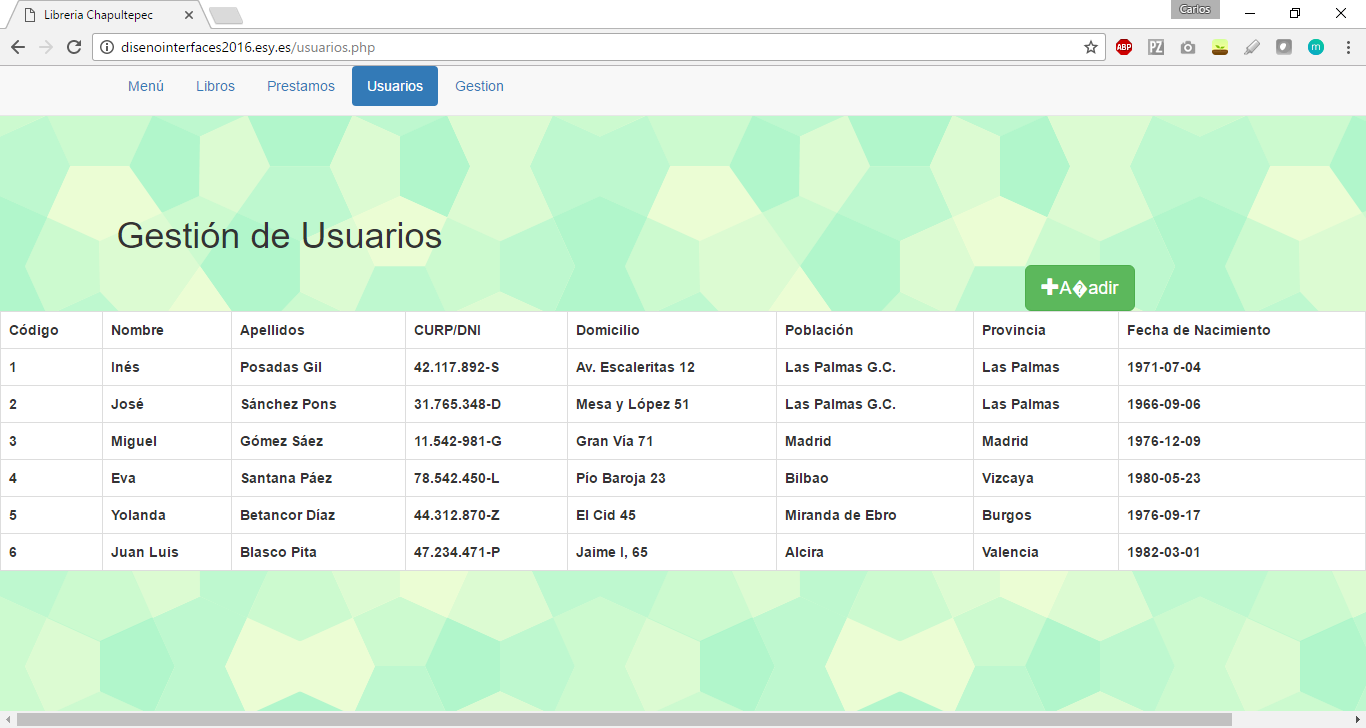 Libreria Chapultepec
Carlos
disenointerfaces2016.esy.es/usuarios.php
ABP
PZ
m
Menú Libros Prestamos Usuarios Gestion
Gestión de Usuarios
A�adir
Código Nombre Apellidos CURP/DNI Domicilio Población Provincia Fecha de Nacimiento
1 Inés Posadas Gil 42.117.892-S Av. Escaleritas 12 Las Palmas G.C. Las Palmas 1971-07-04
2 José Sánchez Pons 31.765.348-D Mesa y López 51 Las Palmas G.C. Las Palmas 1966-09-06
3 Miguel Gómez Sáez 11.542-981-G Gran Vía 71 Madrid Madrid 1976-12-09
4 Eva Santana Páez 78.542.450-L Pío Baroja 23 Bilbao Vizcaya 1980-05-23
5 Yolanda Betancor Díaz 44.312.870-Z El Cid 45 Miranda de Ebro Burgos 1976-09-17
6 Juan Luis Blasco Pita 47.234.471-P Jaime I, 65 Alcira Valencia 1982-03-01